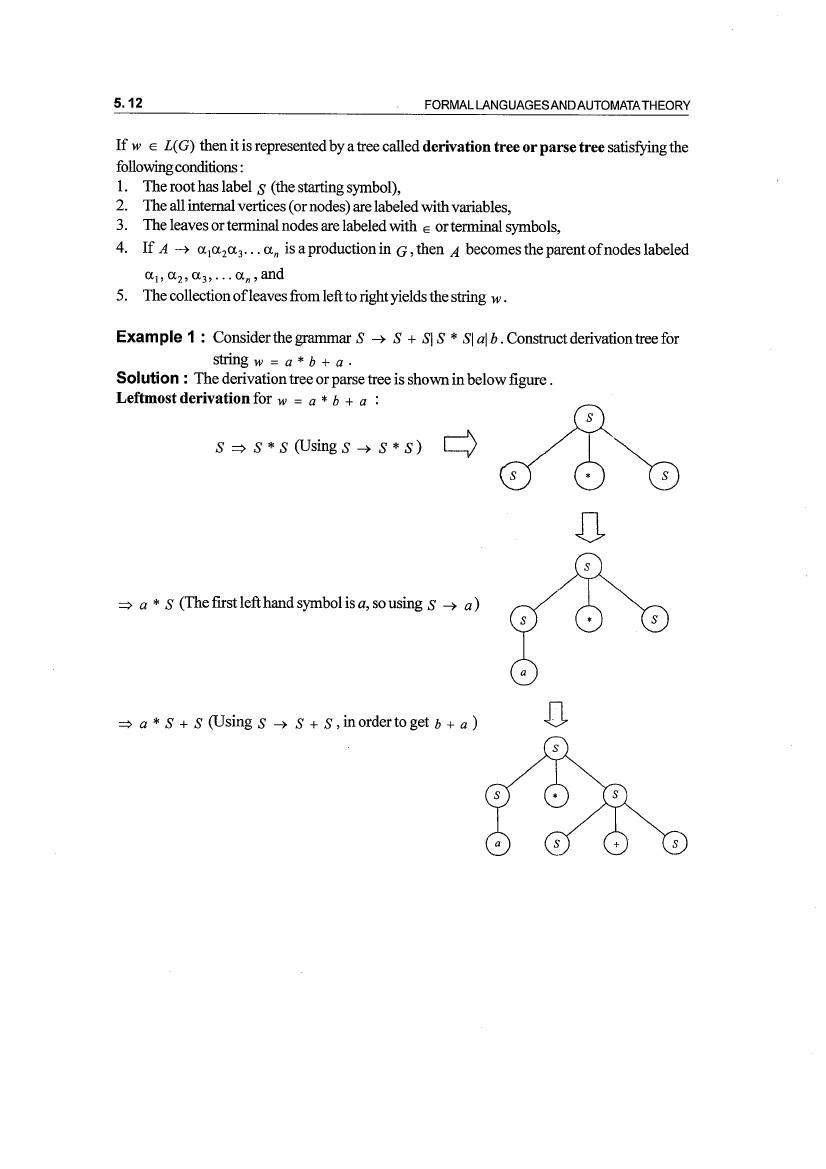 5. 12 FORMAL LANGUAGES AND AUTOMATA THEORY
If w ∈ L(G) then it is represented by a tree called derivation tree or parse tree satisfying the
following conditions :
1. The root has label S (the starting symbol),
2. The all internal vertices (or nodes) are labeled with variables,
3. The leaves or terminal nodes are labeled with ∈ or terminal symbols,
4. If A → α₁α₂α₃. . . αₙ is a production in G , then A becomes the parent of nodes labeled
α₁, α₂, α₃, . . . αₙ , and
5. The collection of leaves from left to right yields the string w .
Example 1 : Consider the grammar S → S + S| S * S| a| b . Construct derivation tree for
string w = a * b + a .
Solution : The derivation tree or parse tree is shown in below figure .
Leftmost derivation for w = a * b + a :
S
S ⇒ S * S (Using S → S * S )
S * S
S
⇒ a * S (The first left hand symbol is a, so using S → a )
S * S
a
⇒ a * S + S (Using S → S + S , in order to get b + a )
S
S * S
a S + S